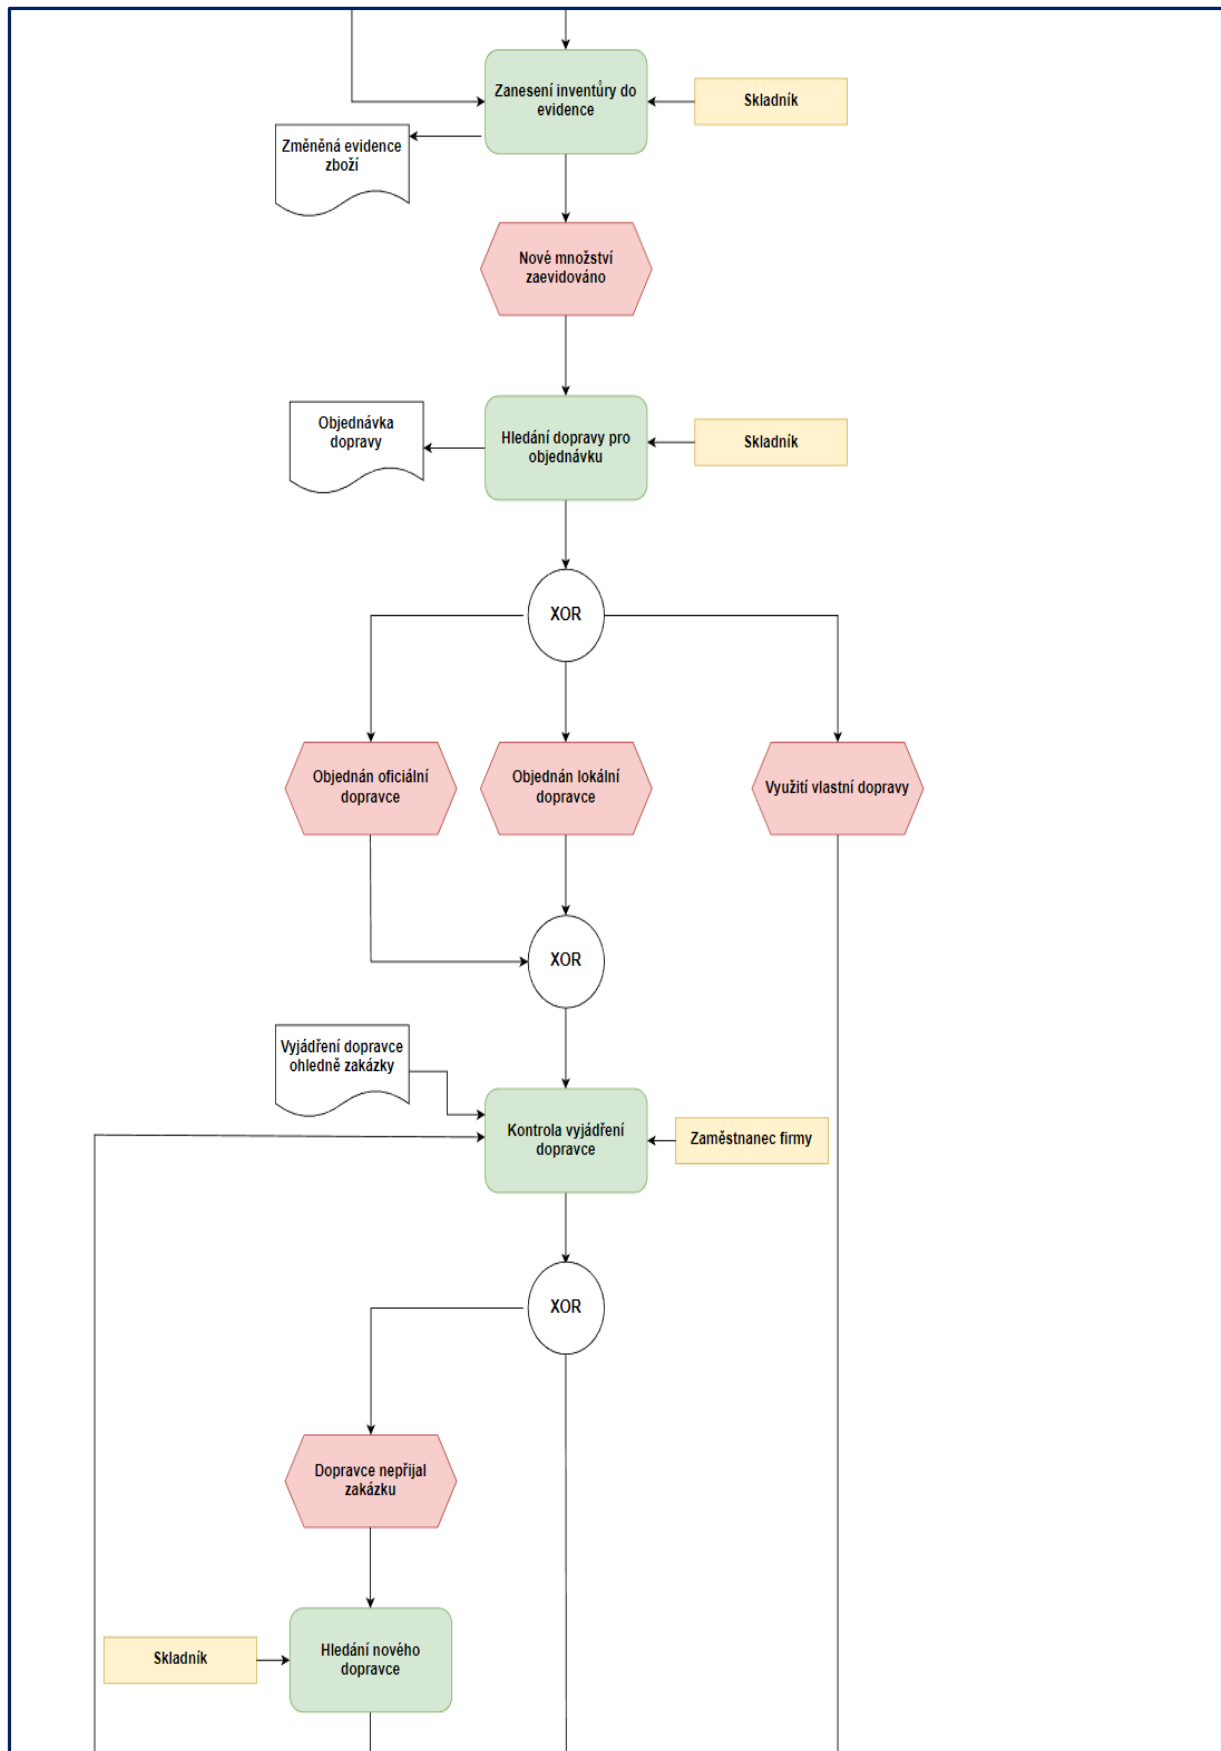 Zanesení inventůry do
evidence
Skladník
Změněná evidence
zboží
Nové množství
zaevidováno
Objednávka
dopravy
Hledání dopravy pro
objednávku
Skladník
XOR
Objednán oficiální
dopravce
Objednán lokální
dopravce
Využití vlastní dopravy
XOR
Vyjádření dopravce
ohledně zakázky
Kontrola vyjádření
dopravce
Zaměstnanec firmy
XOR
Dopravce nepřijal
zakázku
Skladník
Hledání nového
dopravce